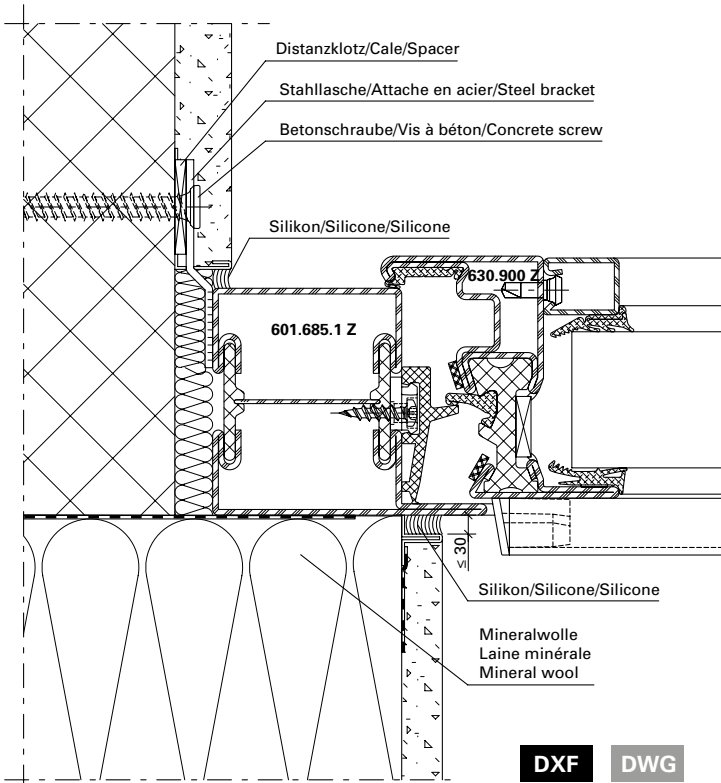 Distanzklotz/Cale/Spacer
Stahllasche/Attache en acier/Steel bracket
Betonschraube/Vis à béton/Concrete screw
Silikon/Silicone/Silicone
630.900 Z
601.685.1 Z
≤ 30
Silikon/Silicone/Silicone
Mineralwolle
Laine minérale
Mineral wool
DXF DWG